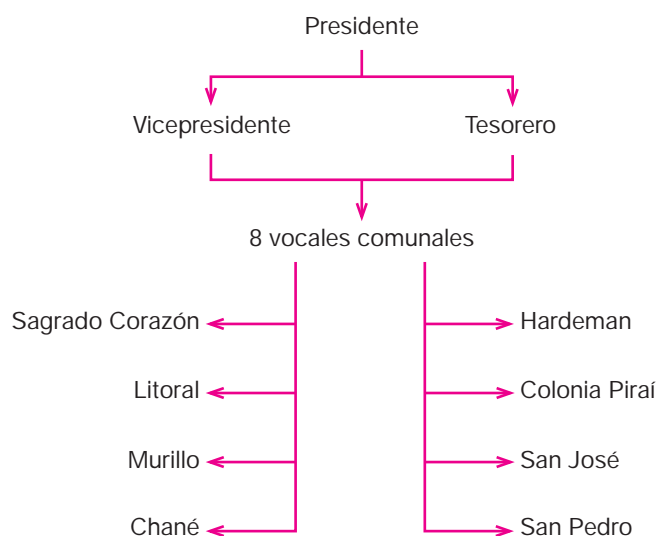 Presidente
Vicepresidente
Tesorero
8 vocales comunales
Sagrado Corazón
Hardeman
Litoral
Colonia Piraí
Murillo
San José
Chané
San Pedro